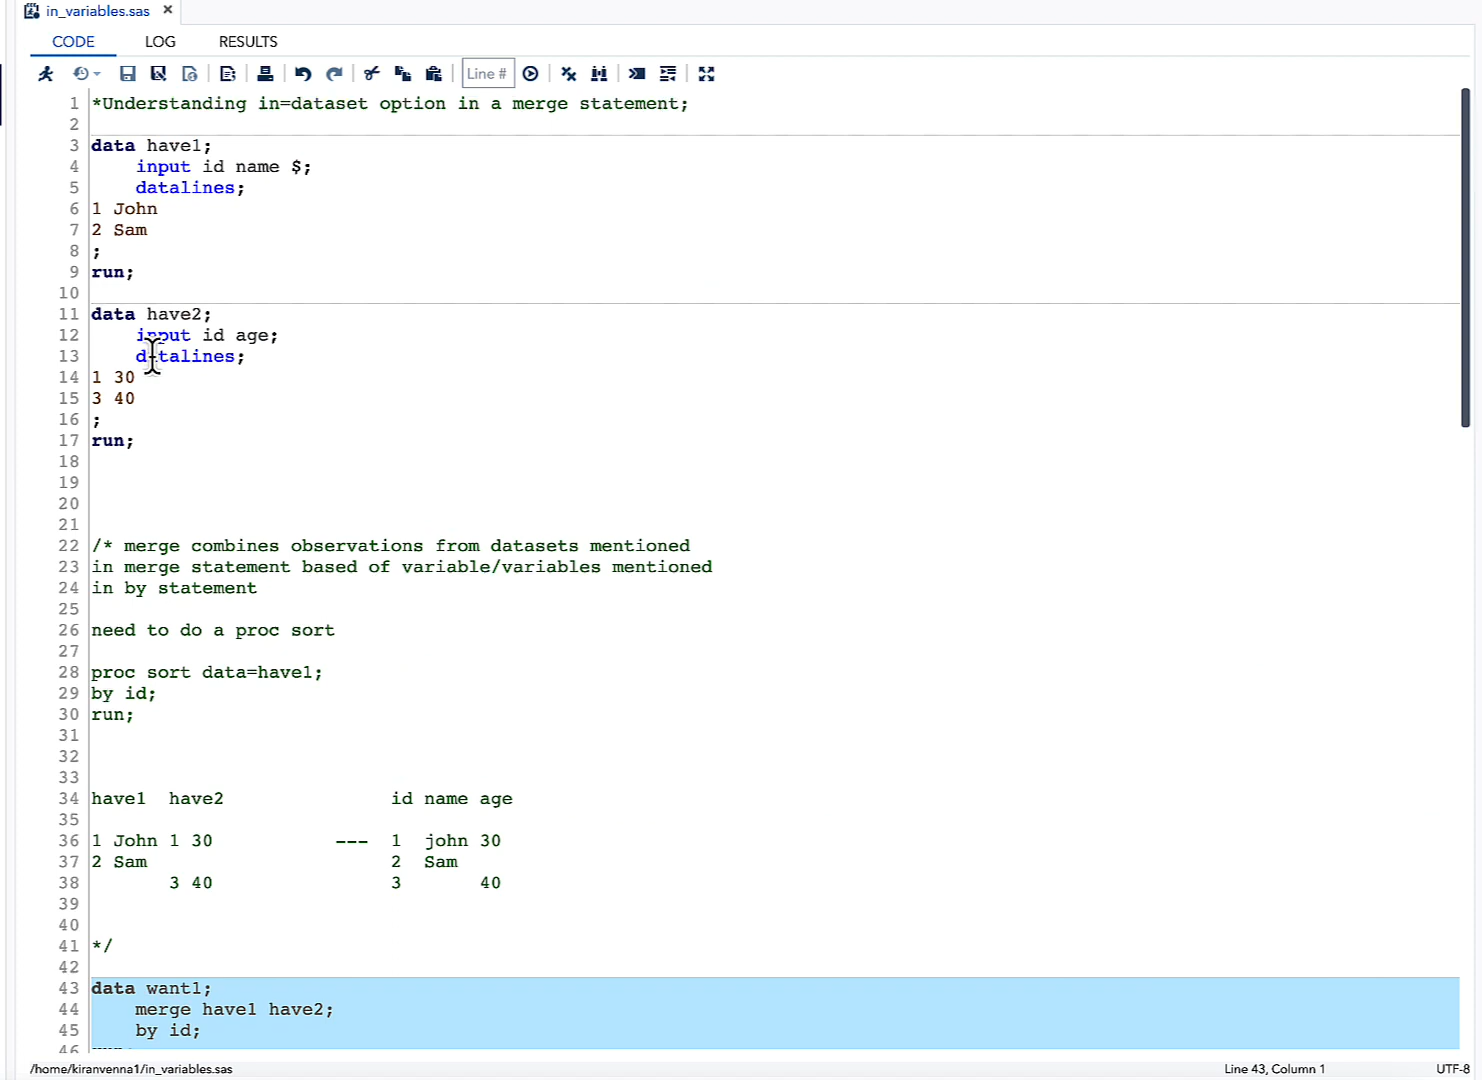 in_variables.sas ×
CODE LOG RESULTS
Line #
1 *Understanding in=dataset option in a merge statement;
2
3 data have1;
4 input id name $;
5 datalines;
6 1 John
7 2 Sam
8 ;
9 run;
10
11 data have2;
12 input id age;
13 datalines;
14 1 30
15 3 40
16 ;
17 run;
18
19
20
21
22 /* merge combines observations from datasets mentioned
23 in merge statement based of variable/variables mentioned
24 in by statement
25
26 need to do a proc sort
27
28 proc sort data=have1;
29 by id;
30 run;
31
32
33
34 have1 have2 id name age
35
36 1 John 1 30 --- 1 john 30
37 2 Sam 2 Sam
38 3 40 3 40
39
40
41 */
42
43 data want1;
44 merge have1 have2;
45 by id;
46
/home/kiranvenna1/in_variables.sas Line 43, Column 1 UTF-8